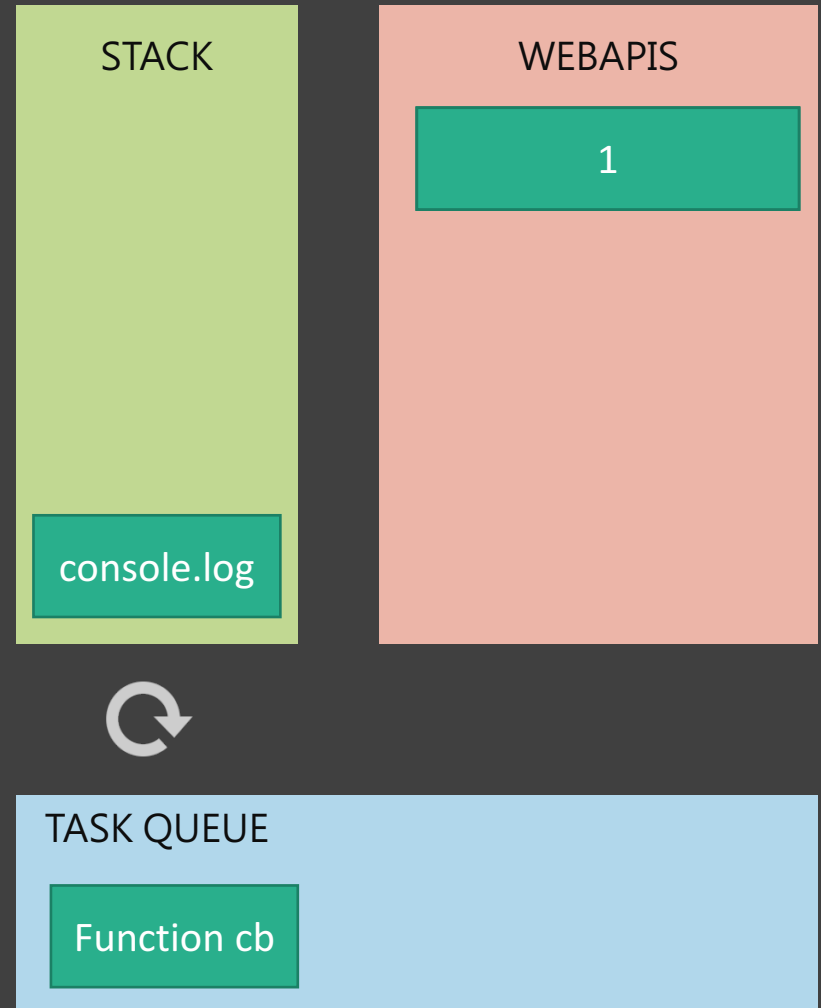 STACK
WEBAPIS
1
console.log
TASK QUEUE
Function cb